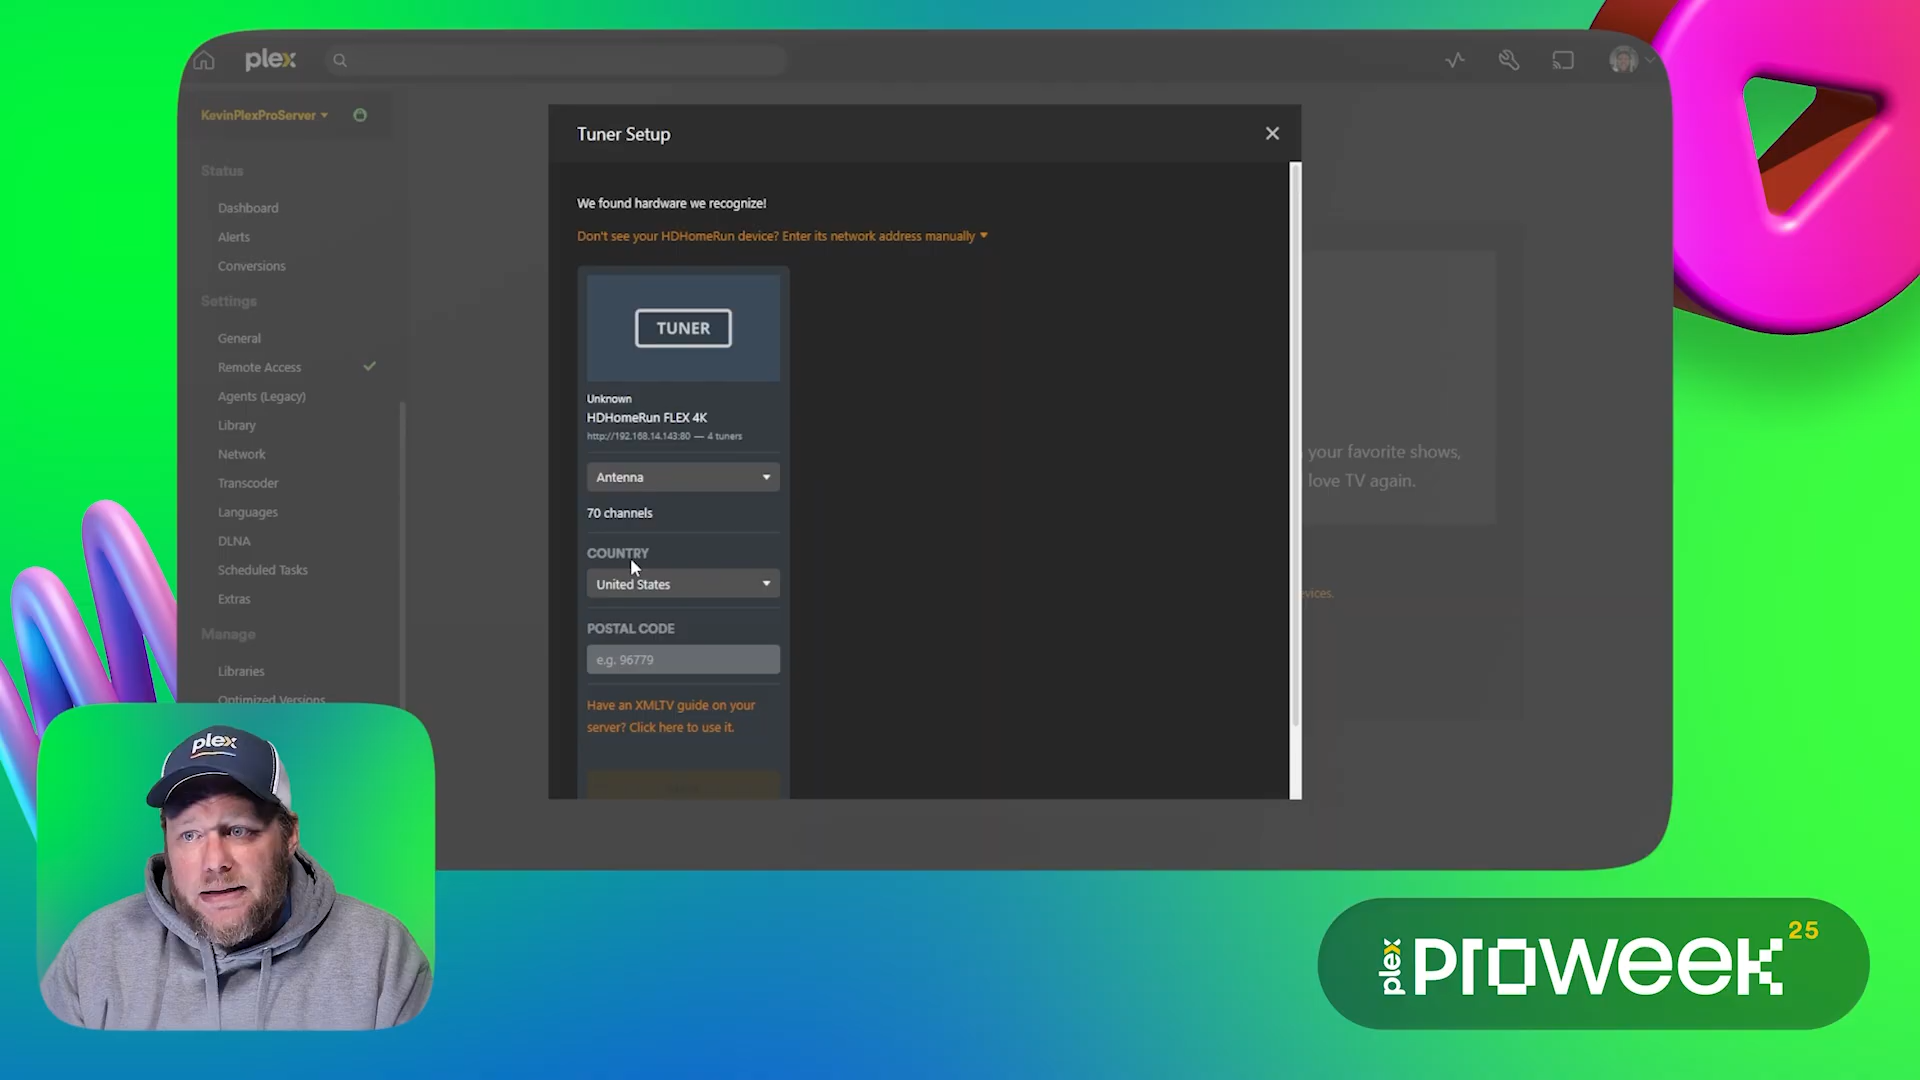 plex
KevinPlexProServer
Status
Dashboard
Alerts
Conversions
Settings
General
Remote Access
Agents (Legacy)
Library
Network
Transcoder
Languages
DLNA
Scheduled Tasks
Extras
Manage
Libraries
Optimized Versions
Tuner Setup
We found hardware we recognize!
Don't see your HDHomeRun device? Enter its network address manually
TUNER
Unknown
HDHomeRun FLEX 4K
http://192.168.14.143:80 — 4 tuners
Antenna
70 channels
COUNTRY
United States
POSTAL CODE
e.g. 96779
Have an XMLTV guide on your
server? Click here to use it.
your favorite shows,
love TV again.
evices.
plex
plex proweek 25